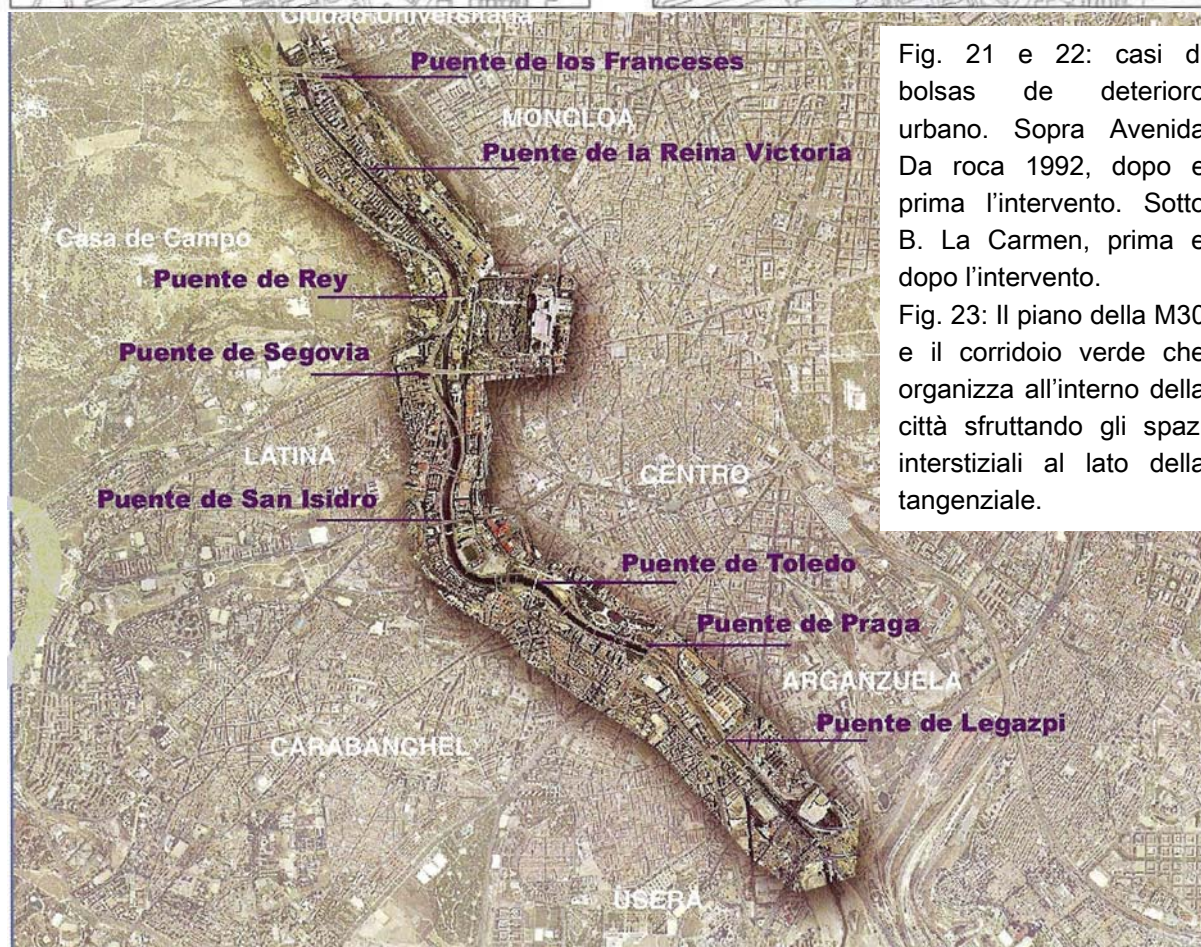 Ciudad Universitaria
Puente de los Franceses
MONCLOA
Puente de la Reina Victoria
Casa de Campo
Puente de Rey
Puente de Segovia
LATINA
CENTRO
Puente de San Isidro
Puente de Toledo
Puente de Praga
ARGANZUELA
Puente de Legazpi
CARABANCHEL
USERA
Fig. 21 e 22: casi d
bolsas de deterioro
urbano. Sopra Avenida
Da roca 1992, dopo e
prima l'intervento. Sotto
B. La Carmen, prima e
dopo l'intervento.
Fig. 23: Il piano della M30
e il corridoio verde che
organizza all'interno della
città sfruttando gli spaz
interstiziali al lato della
tangenziale.